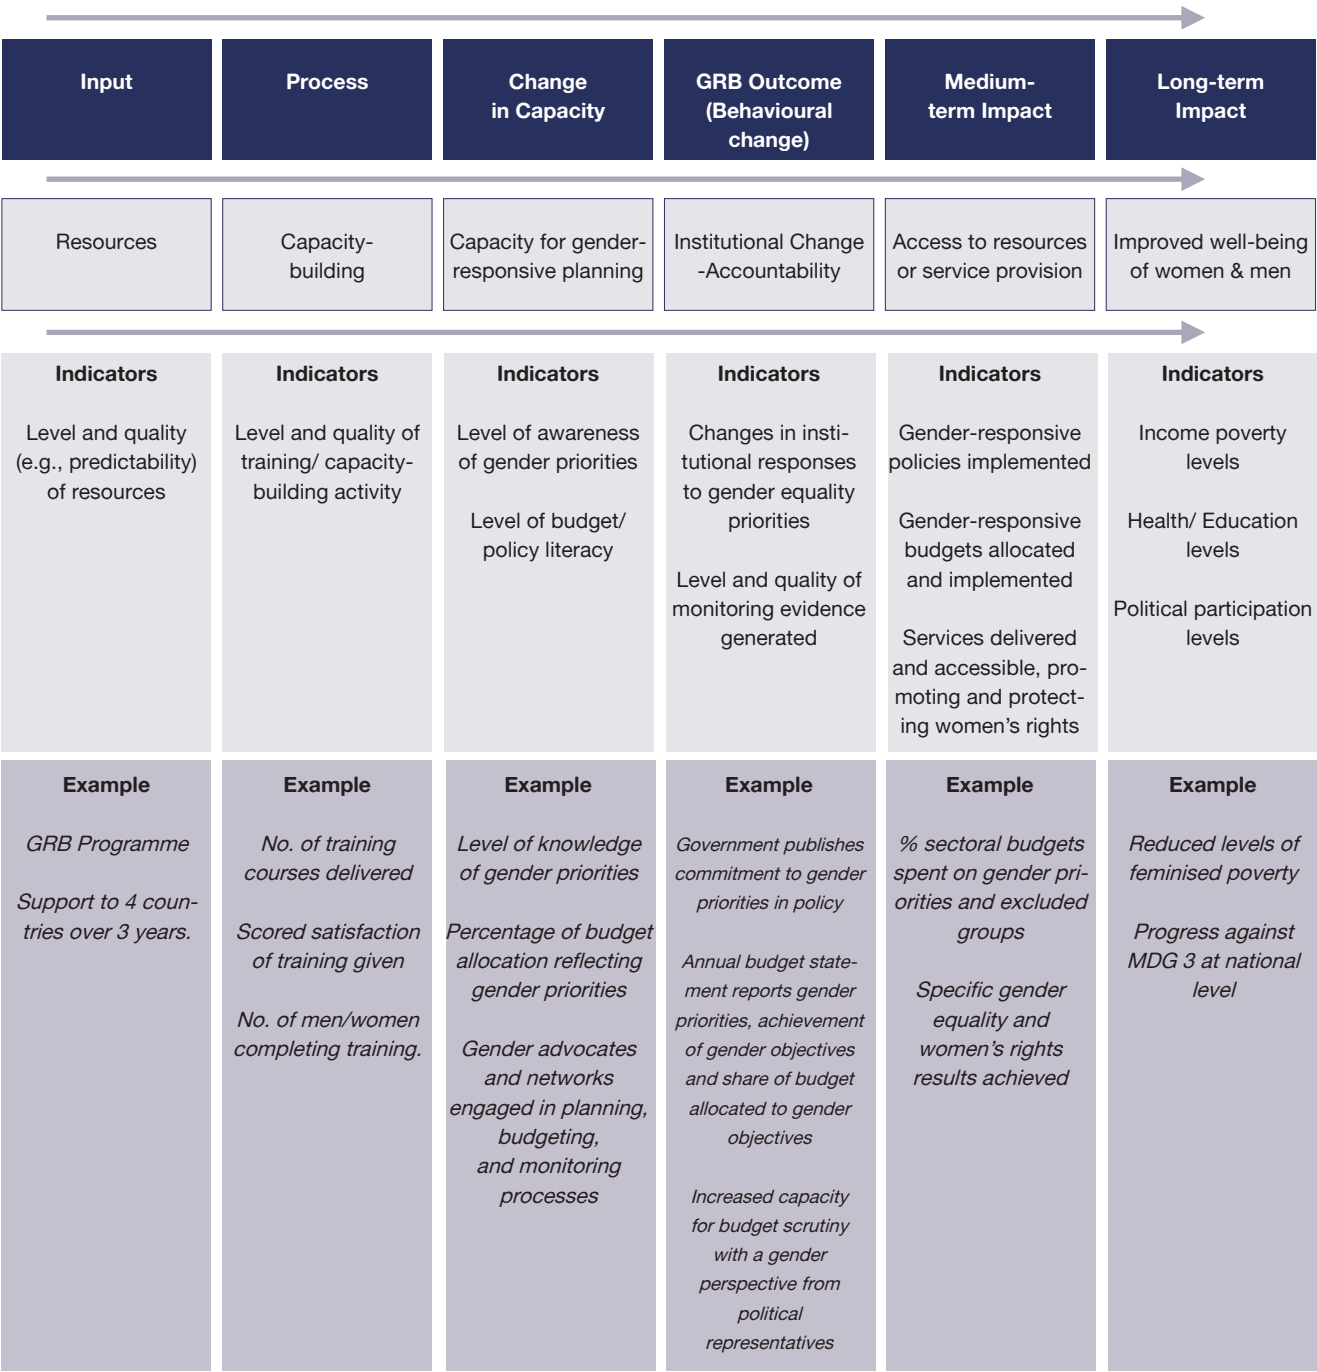 Input
Process
Change
in Capacity
GRB Outcome
(Behavioural
change)
Medium-
term Impact
Long-term
Impact
Resources
Capacity-
building
Capacity for gender-
responsive planning
Institutional Change
-Accountability
Access to resources
or service provision
Improved well-being
of women & men
Indicators
Level and quality
(e.g., predictability)
of resources
Indicators
Level and quality of
training/ capacity-
building activity
Indicators
Level of awareness
of gender priorities
Level of budget/
policy literacy
Indicators
Changes in insti-
tutional responses
to gender equality
priorities
Level and quality of
monitoring evidence
generated
Indicators
Gender-responsive
policies implemented
Gender-responsive
budgets allocated
and implemented
Services delivered
and accessible, pro-
moting and protect-
ing women’s rights
Indicators
Income poverty
levels
Health/ Education
levels
Political participation
levels
Example
GRB Programme
Support to 4 coun-
tries over 3 years.
Example
No. of training
courses delivered
Scored satisfaction
of training given
No. of men/women
completing training.
Example
Level of knowledge
of gender priorities
Percentage of budget
allocation reflecting
gender priorities
Gender advocates
and networks
engaged in planning,
budgeting,
and monitoring
processes
Example
Government publishes
commitment to gender
priorities in policy
Annual budget state-
ment reports gender
priorities, achievement
of gender objectives
and share of budget
allocated to gender
objectives
Increased capacity
for budget scrutiny
with a gender
perspective from
political
representatives
Example
% sectoral budgets
spent on gender pri-
orities and excluded
groups
Specific gender
equality and
women’s rights
results achieved
Example
Reduced levels of
feminised poverty
Progress against
MDG 3 at national
level